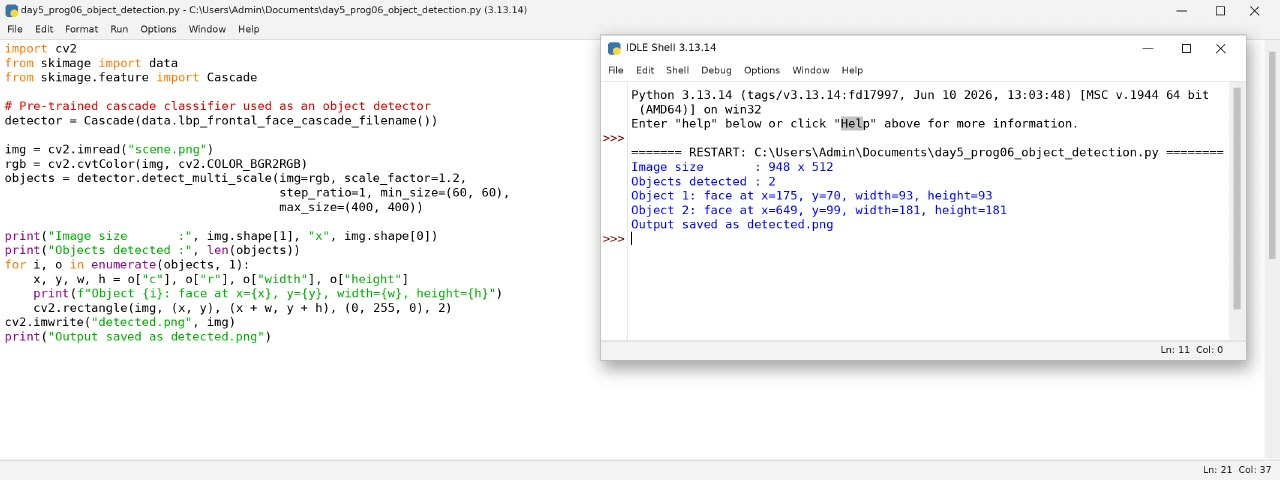 day5_prog06_object_detection.py - C:\Users\Admin\Documents\day5_prog06_object_detection.py (3.13.14)
File Edit Format Run Options Window Help
import cv2
from skimage import data
from skimage.feature import Cascade

# Pre-trained cascade classifier used as an object detector
detector = Cascade(data.lbp_frontal_face_cascade_filename())

img = cv2.imread("scene.png")
rgb = cv2.cvtColor(img, cv2.COLOR_BGR2RGB)
objects = detector.detect_multi_scale(img=rgb, scale_factor=1.2,
                                      step_ratio=1, min_size=(60, 60),
                                      max_size=(400, 400))

print("Image size       :", img.shape[1], "x", img.shape[0])
print("Objects detected :", len(objects))
for i, o in enumerate(objects, 1):
    x, y, w, h = o["c"], o["r"], o["width"], o["height"]
    print(f"Object {i}: face at x={x}, y={y}, width={w}, height={h}")
    cv2.rectangle(img, (x, y), (x + w, y + h), (0, 255, 0), 2)
cv2.imwrite("detected.png", img)
print("Output saved as detected.png")
Ln: 21 Col: 37
IDLE Shell 3.13.14
File Edit Shell Debug Options Window Help
Python 3.13.14 (tags/v3.13.14:fd17997, Jun 10 2026, 13:03:48) [MSC v.1944 64 bit
 (AMD64)] on win32
Enter "help" below or click "Help" above for more information.
>>>
======= RESTART: C:\Users\Admin\Documents\day5_prog06_object_detection.py ========
Image size       : 948 x 512
Objects detected : 2
Object 1: face at x=175, y=70, width=93, height=93
Object 2: face at x=649, y=99, width=181, height=181
Output saved as detected.png
>>>
Ln: 11 Col: 0